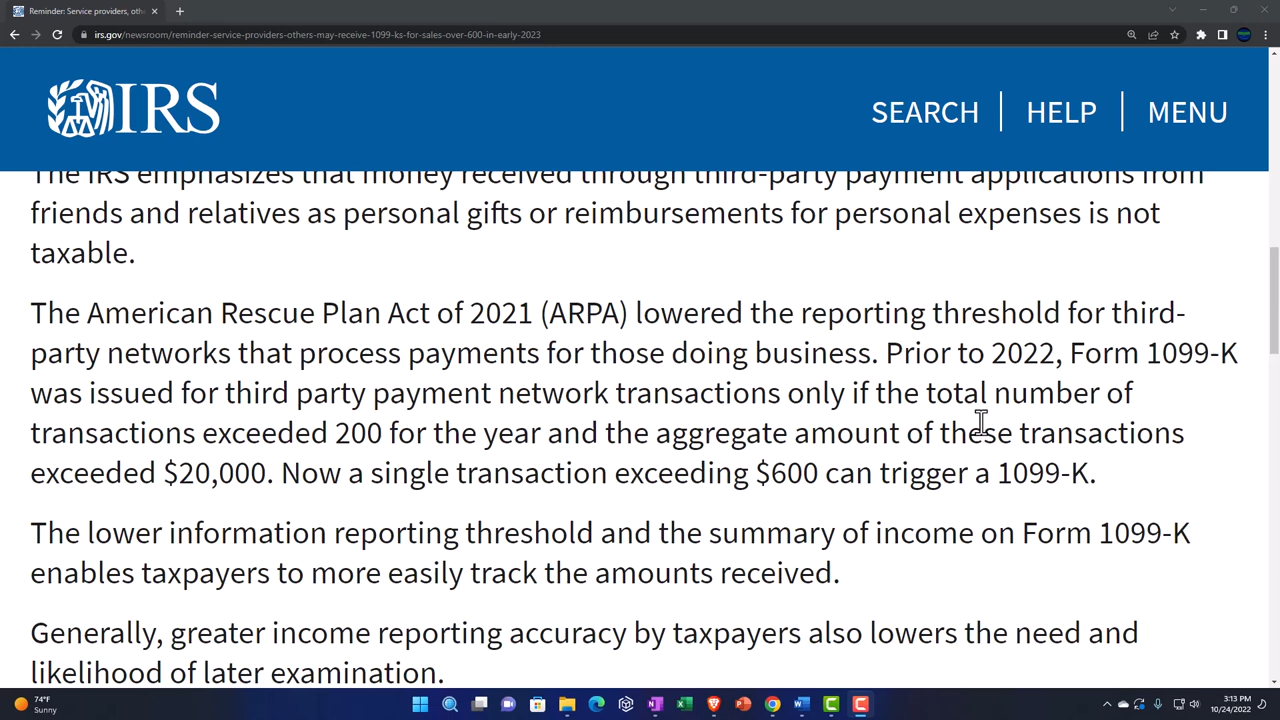 Reminder: Service providers, othe
irs.gov/newsroom/reminder-service-providers-others-may-receive-1099-ks-for-sales-over-600-in-early-2023
IRS
SEARCH
HELP
MENU
The IRS emphasizes that money received through third-party payment applications from
friends and relatives as personal gifts or reimbursements for personal expenses is not
taxable.
The American Rescue Plan Act of 2021 (ARPA) lowered the reporting threshold for third-
party networks that process payments for those doing business. Prior to 2022, Form 1099-K
was issued for third party payment network transactions only if the total number of
transactions exceeded 200 for the year and the aggregate amount of these transactions
exceeded $20,000. Now a single transaction exceeding $600 can trigger a 1099-K.
The lower information reporting threshold and the summary of income on Form 1099-K
enables taxpayers to more easily track the amounts received.
Generally, greater income reporting accuracy by taxpayers also lowers the need and
likelihood of later examination.
74°F
Sunny
3:13 PM
10/24/2022